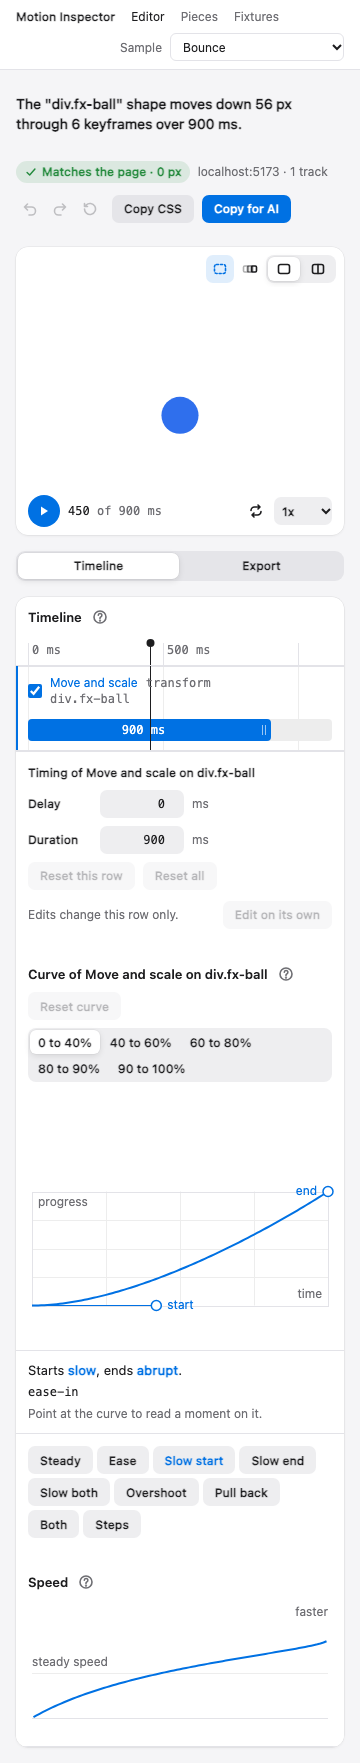 Motion Inspector Editor Pieces Fixtures
Sample Bounce
The "div.fx-ball" shape moves down 56 px
through 6 keyframes over 900 ms.
Matches the page · 0 px localhost:5173 · 1 track
Copy CSS Copy for AI
450 of 900 ms 1x
Timeline Export
Timeline ?
0 ms 500 ms
Move and scale transform
div.fx-ball
900 ms
Timing of Move and scale on div.fx-ball
Delay 0 ms
Duration 900 ms
Reset this row Reset all
Edits change this row only. Edit on its own
Curve of Move and scale on div.fx-ball ?
Reset curve
0 to 40% 40 to 60% 60 to 80%
80 to 90% 90 to 100%
end
progress
time
start
Starts slow, ends abrupt.
ease-in
Point at the curve to read a moment on it.
Steady Ease Slow start Slow end
Slow both Overshoot Pull back
Both Steps
Speed ?
faster
steady speed